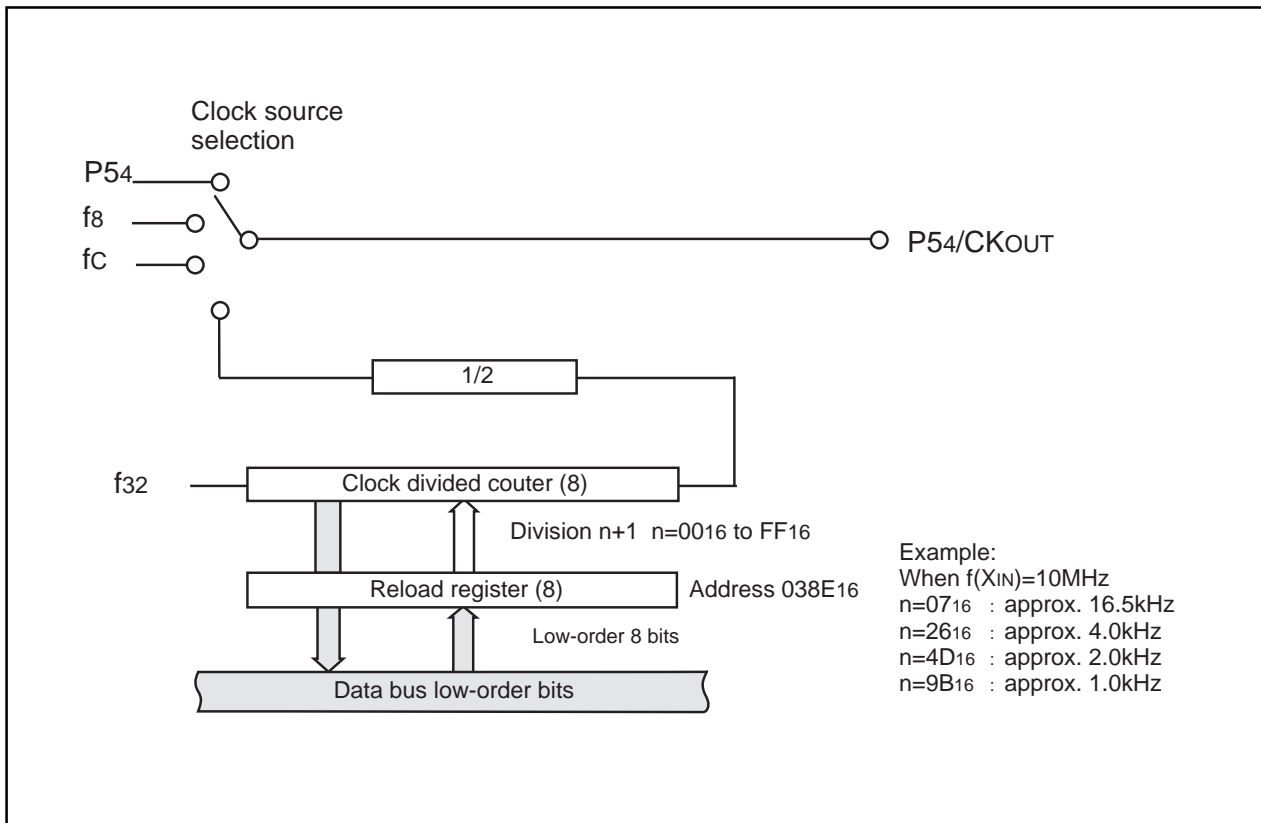 Clock source
selection
P54
f8
fC
P54/CKOUT
1/2
f32
Clock divided couter (8)
Division n+1 n=0016 to FF16
Reload register (8)
Address 038E16
Low-order 8 bits
Data bus low-order bits
Example:
When f(XIN)=10MHz
n=0716 : approx. 16.5kHz
n=2616 : approx. 4.0kHz
n=4D16 : approx. 2.0kHz
n=9B16 : approx. 1.0kHz